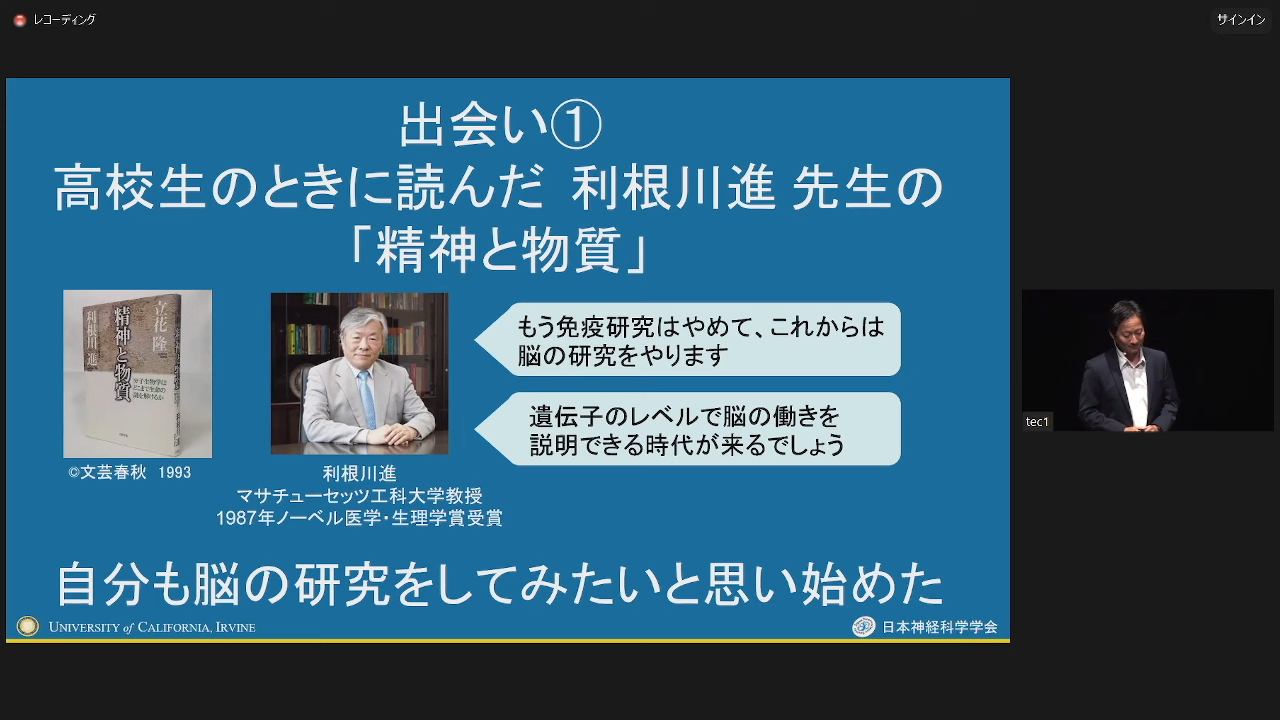 レコーディング
サインイン
出会い①
高校生のときに読んだ 利根川進 先生の
「精神と物質」
立花 隆
精神と物質
利根川 進
分子生物学は
どこまで生命の
謎を解けるか
もう免疫研究はやめて、これからは
脳の研究をやります
遺伝子のレベルで脳の働きを
説明できる時代が来るでしょう
©文芸春秋 1993
利根川進
マサチューセッツ工科大学教授
1987年ノーベル医学・生理学賞受賞
自分も脳の研究をしてみたいと思い始めた
UNIVERSITY of CALIFORNIA, IRVINE
日本神経科学学会
tec1